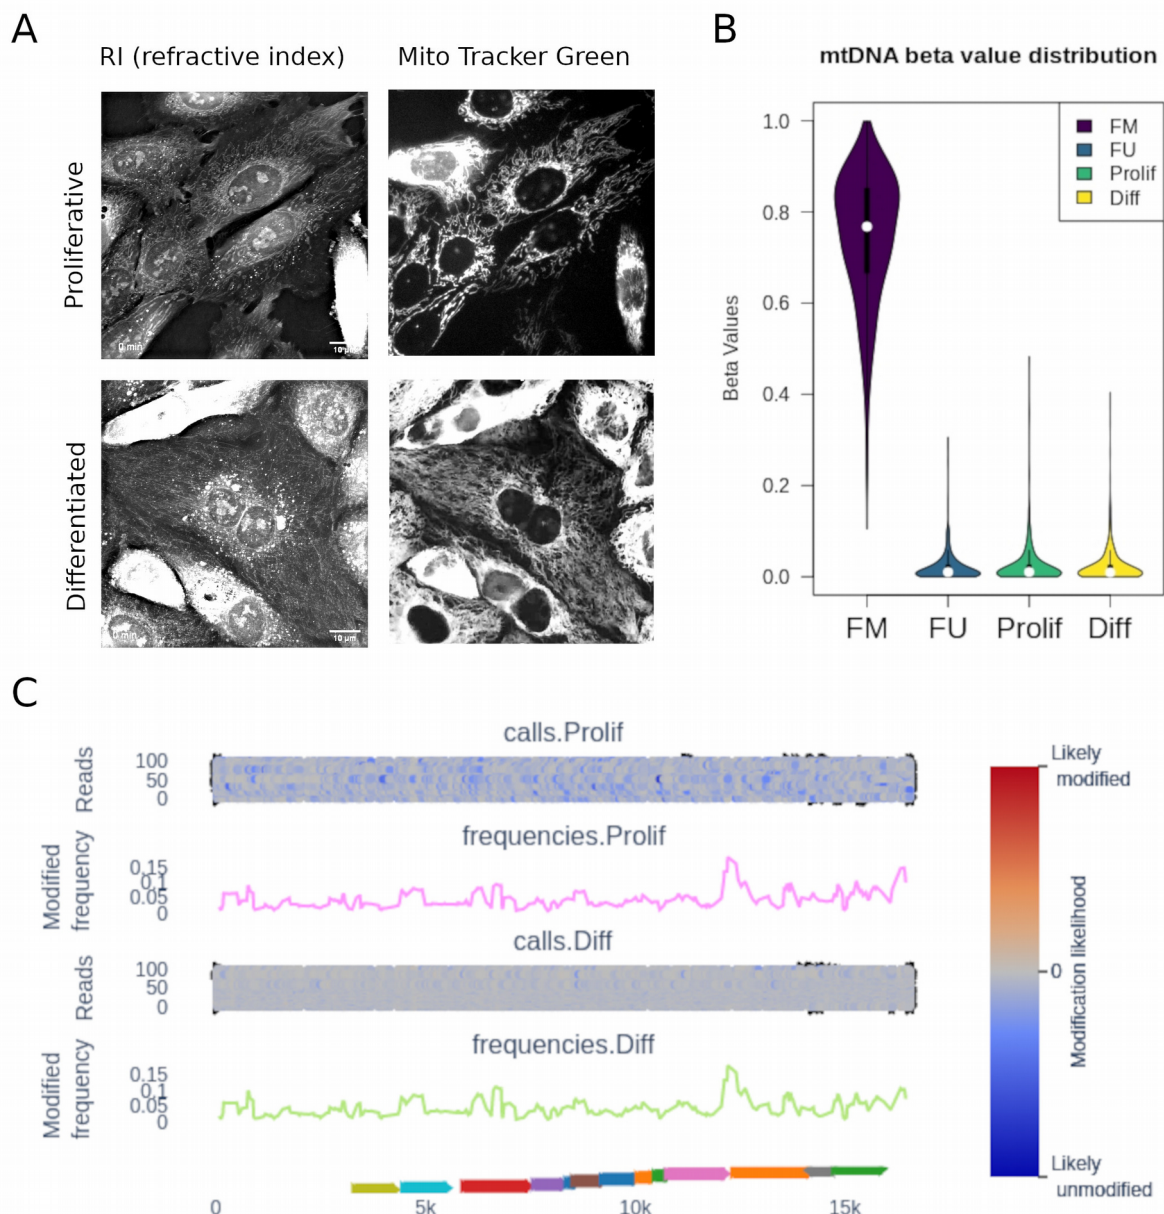 A
RI (refractive index)
Mito Tracker Green
Proliferative
0 min
10 µm
Differentiated
0 min
10 µm
B
mtDNA beta value distribution
FM
FU
Prolif
Diff
Beta Values
1.0
0.8
0.6
0.4
0.2
0.0
FM
FU
Prolif
Diff
C
calls.Prolif
Reads
100
50
0
frequencies.Prolif
Modified
frequency
0.15
0.1
0.05
0
calls.Diff
Reads
100
50
0
frequencies.Diff
Modified
frequency
0.15
0.1
0.05
0
0
5k
10k
15k
Likely
modified
0
Modification likelihood
Likely
unmodified